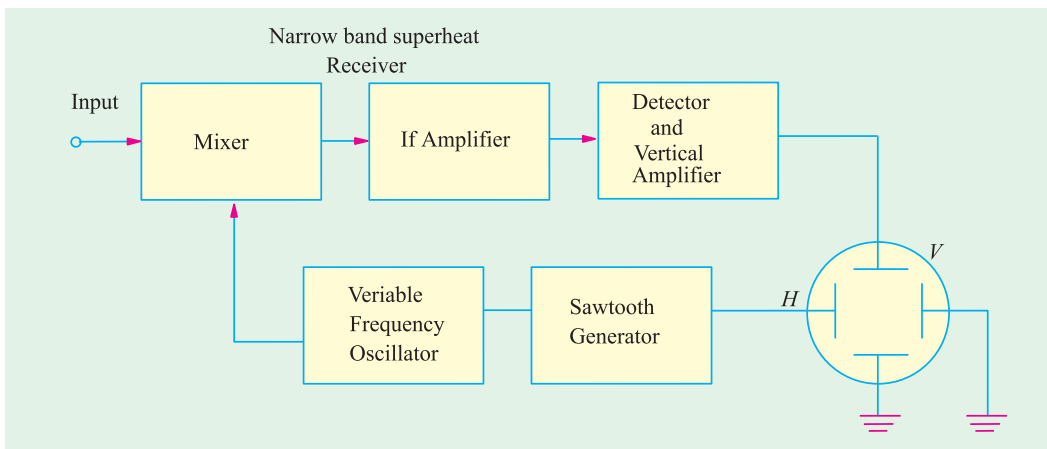 Narrow band superheat
Receiver
Input
Mixer
If Amplifier
Detector
and
Vertical
Amplifier
V
H
Veriable
Frequency
Oscillator
Sawtooth
Generator